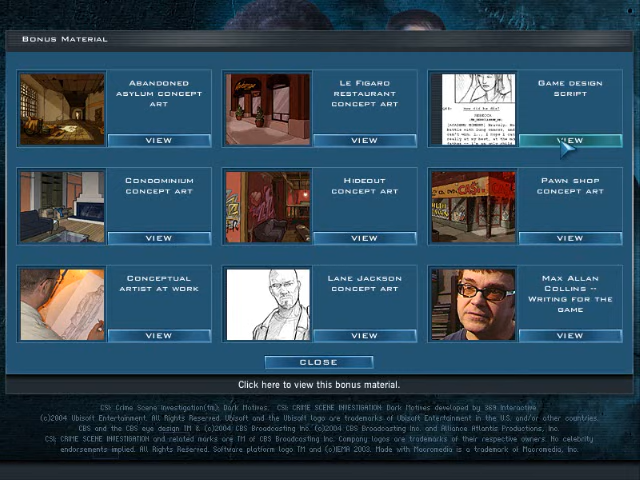 Bonus Material
Abandoned
asylum concept
art
Le Figard
restaurant
concept art
Game design
script
VIEW
VIEW
VIEW
Condominium
concept art
Hideout
concept art
Pawn shop
concept art
VIEW
VIEW
VIEW
Conceptual
artist at work
Lane Jackson
concept art
Max Allan
Collins --
Writing for the
game
VIEW
VIEW
VIEW
CLOSE
Click here to view this bonus material.
CSI: Crime Scene Investigation(tm): Dark Motives. CSI: CRIME SCENE INVESTIGATION: Dark Motives developed by 369 Interactive.
(c)2004 Ubisoft Entertainment. All Rights Reserved. Ubisoft and the Ubisoft logo are trademarks of Ubisoft Entertainment in the U.S. and/or other countries.
CBS and the CBS eye design TM & (c)2004 CBS Broadcasting Inc. (c)2004 CBS Broadcasting Inc. and Alliance Atlantis Productions, Inc.
CSI: CRIME SCENE INVESTIGATION and related marks are TM of CBS Broadcasting Inc. Company logos are trademarks of their respective owners. No celebrity
endorsements implied. All Rights Reserved. Software platform logo TM and (c)IEMA 2003. Made with Macromedia is a trademark of Macromedia, Inc.